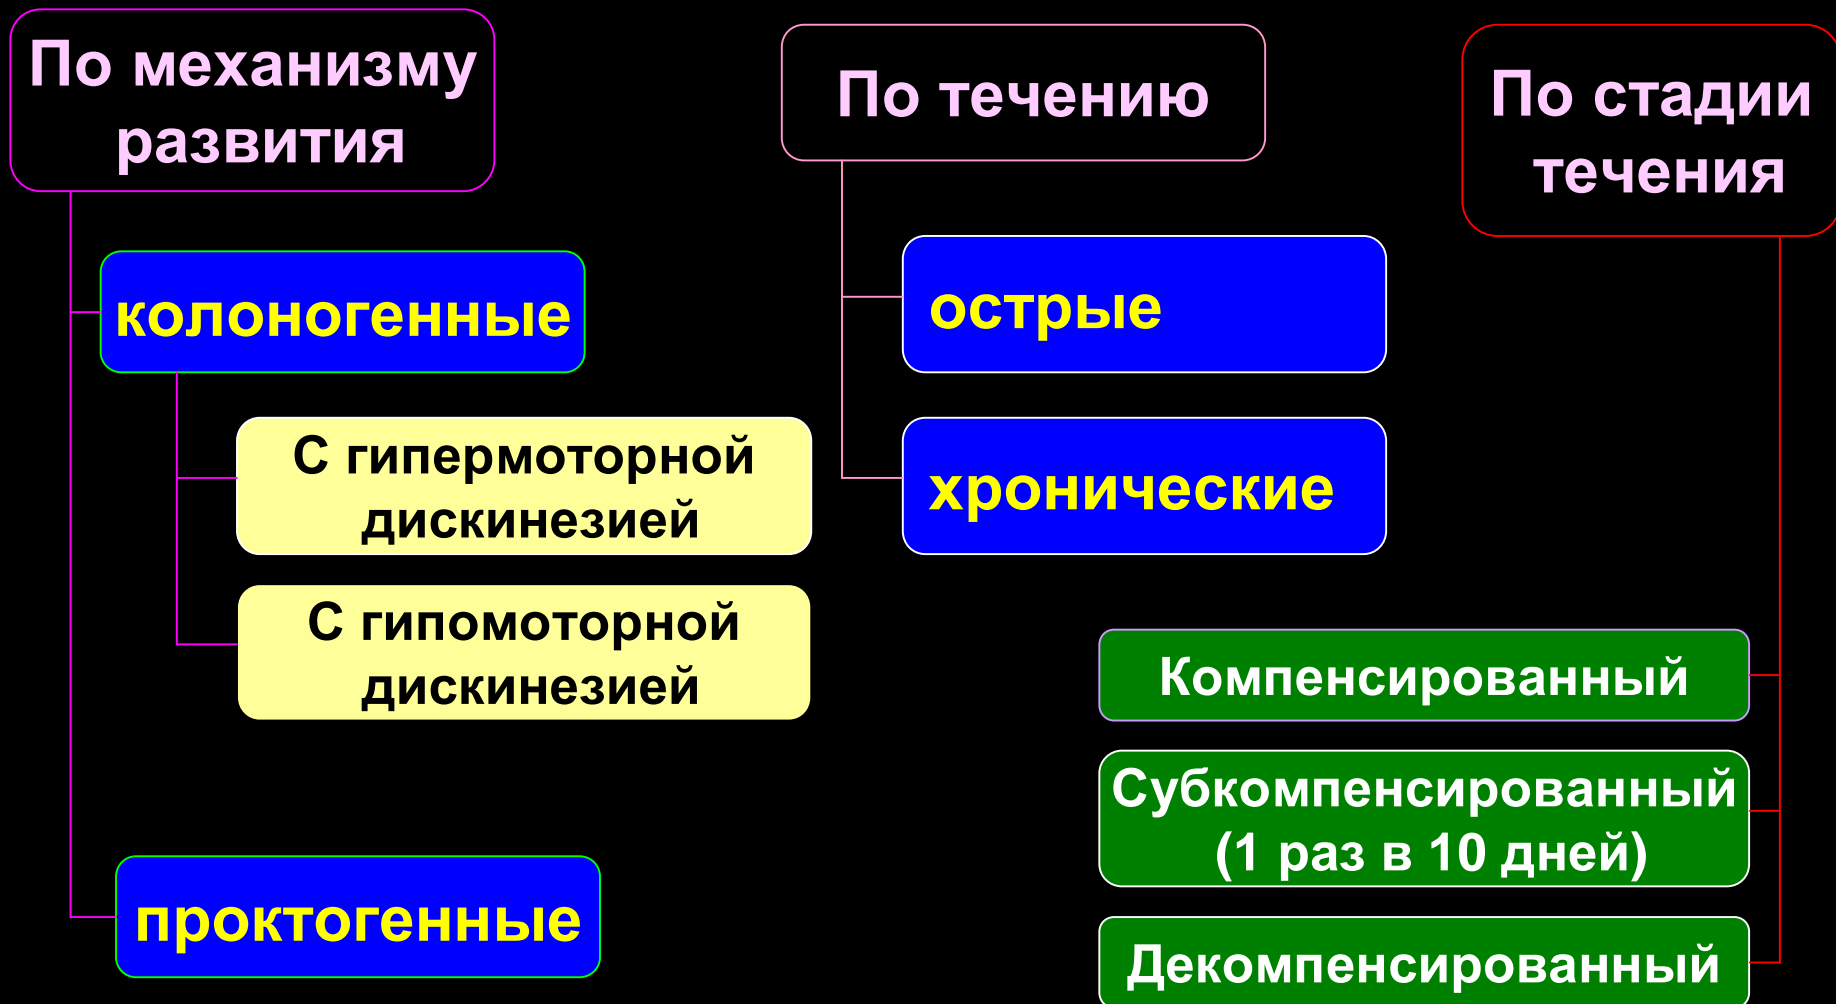 По механизму
развития
колоногенные
С гипермоторной
дискинезией
С гипомоторной
дискинезией
проктогенные
По течению
острые
хронические
По стадии
течения
Компенсированный
Субкомпенсированный
(1 раз в 10 дней)
Декомпенсированный